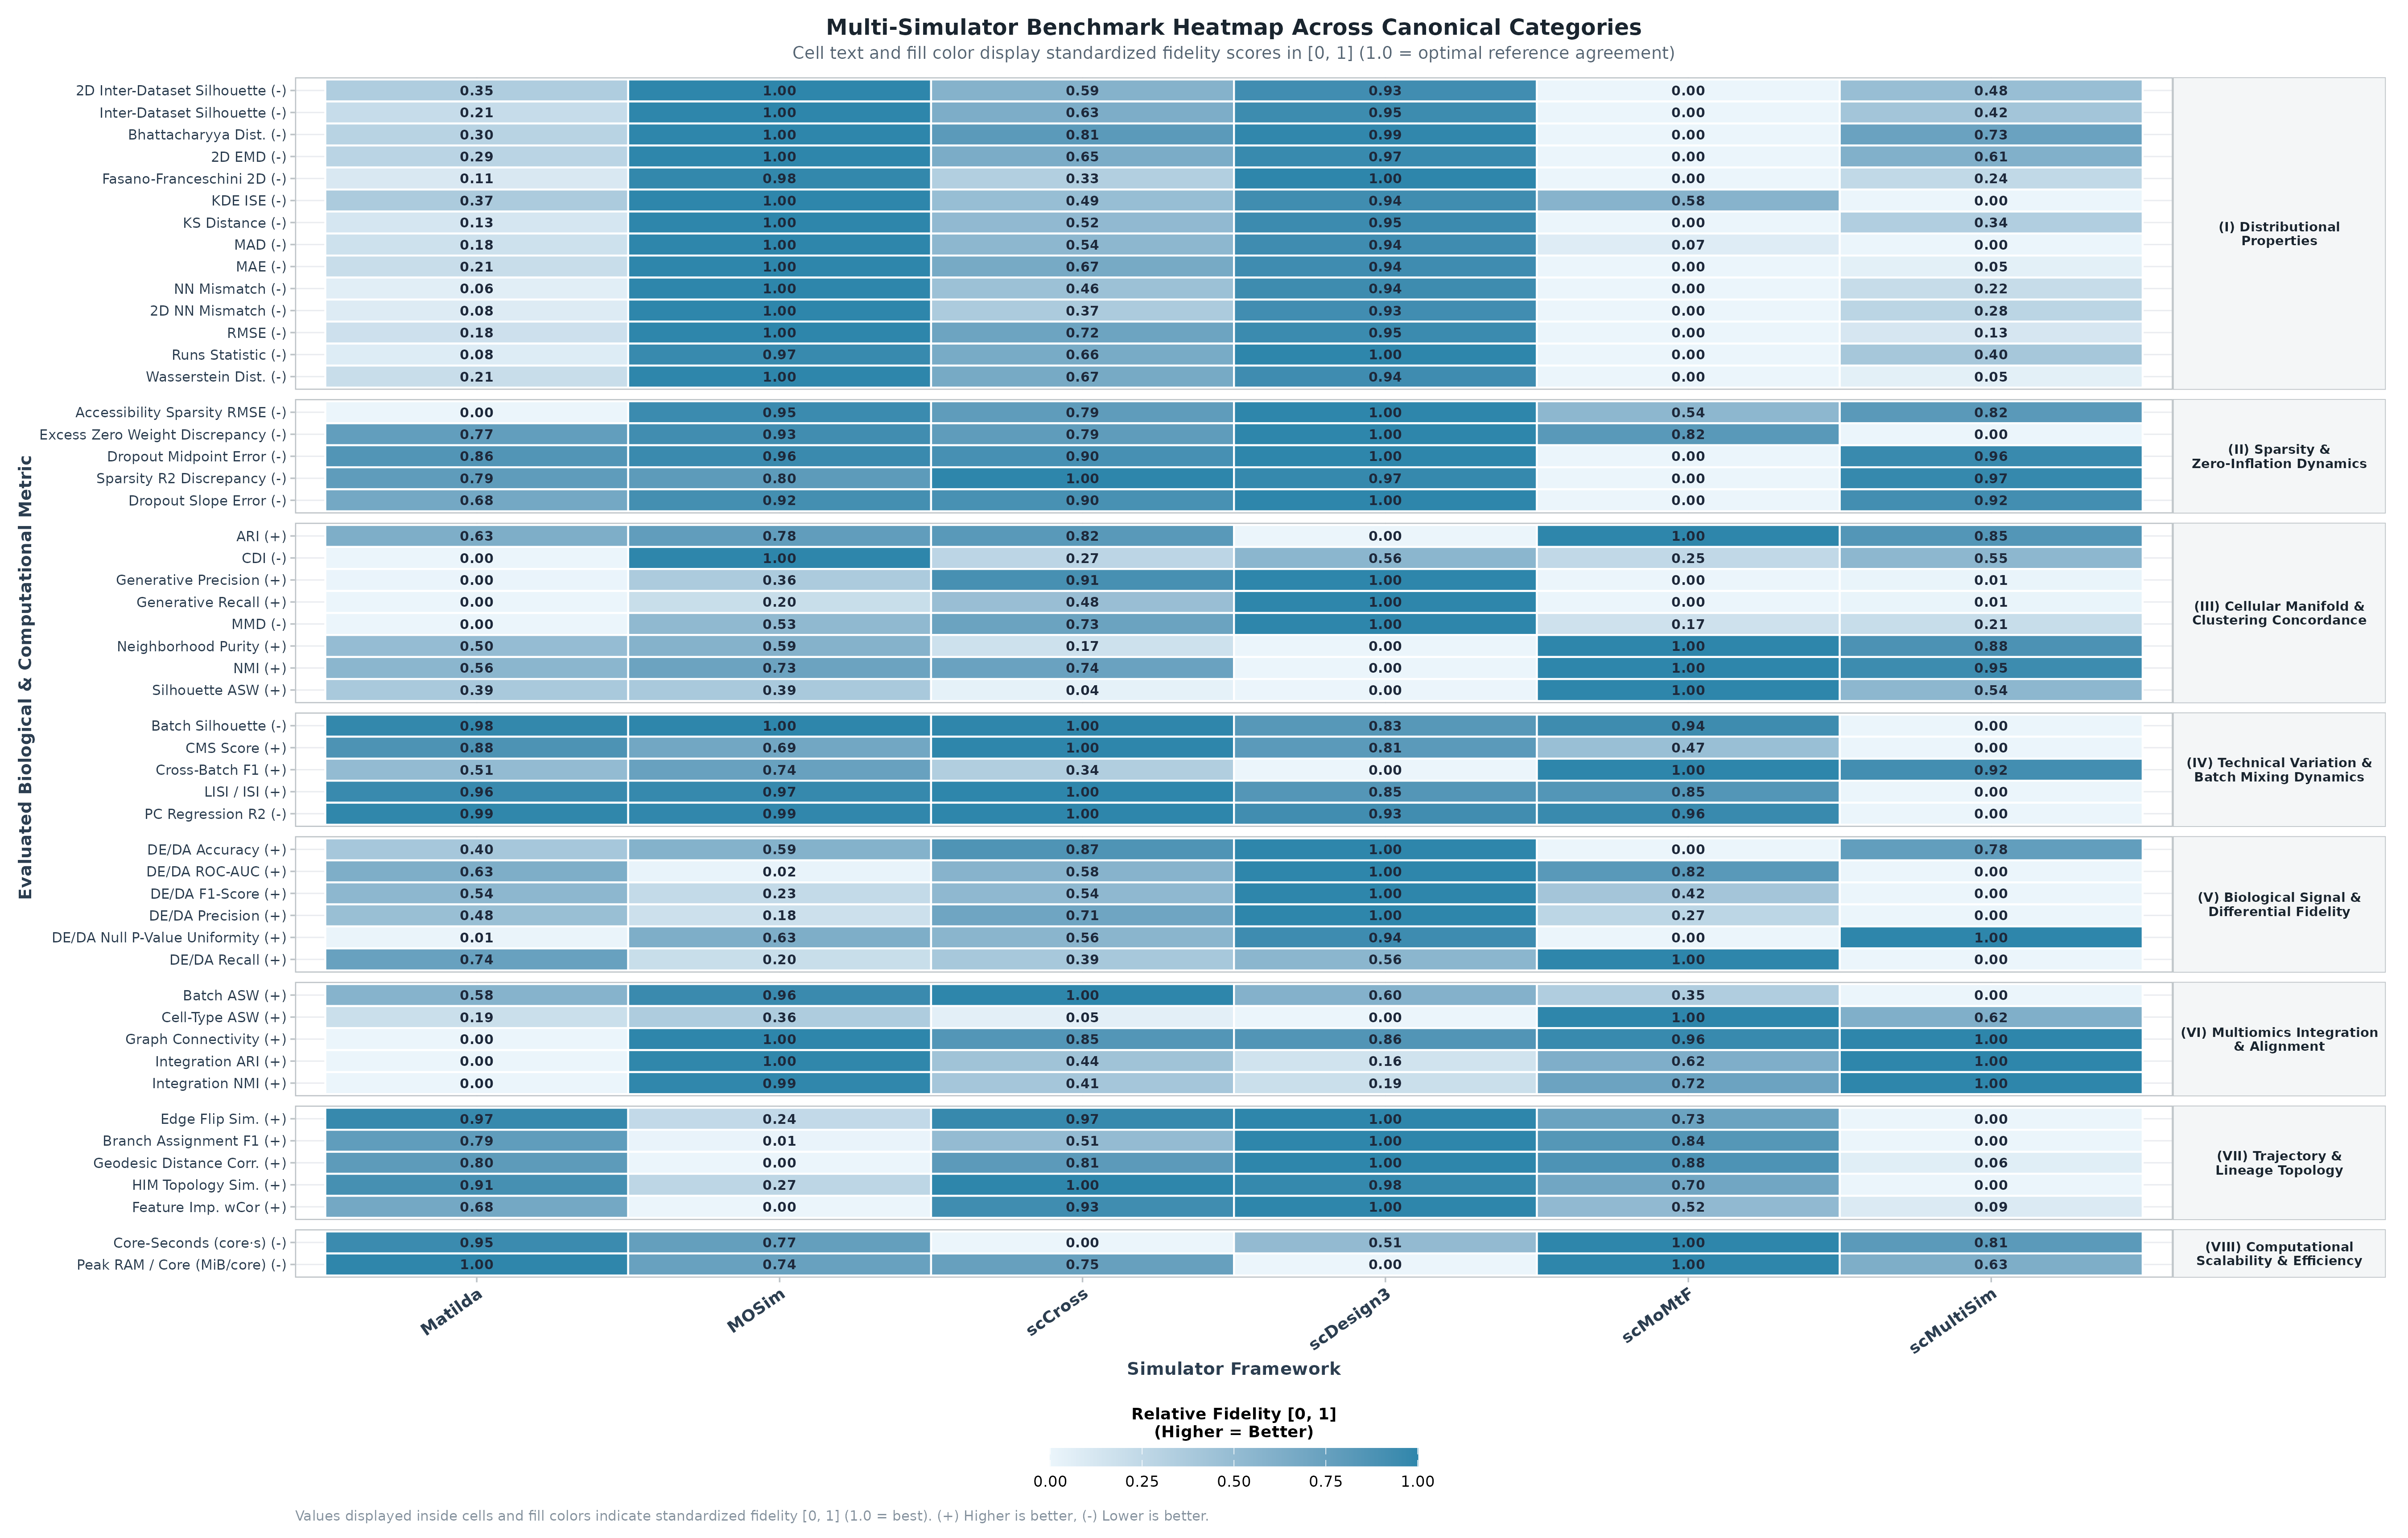 Multi-Simulator Benchmark Heatmap Across Canonical Categories
Cell text and fill color display standardized fidelity scores in [0, 1] (1.0 = optimal reference agreement)
Evaluated Biological & Computational Metric
2D Inter-Dataset Silhouette (-) 0.35 1.00 0.59 0.93 0.00 0.48
Inter-Dataset Silhouette (-) 0.21 1.00 0.63 0.95 0.00 0.42
Bhattacharyya Dist. (-) 0.30 1.00 0.81 0.99 0.00 0.73
2D EMD (-) 0.29 1.00 0.65 0.97 0.00 0.61
Fasano-Franceschini 2D (-) 0.11 0.98 0.33 1.00 0.00 0.24
KDE ISE (-) 0.37 1.00 0.49 0.94 0.58 0.00
KS Distance (-) 0.13 1.00 0.52 0.95 0.00 0.34
MAD (-) 0.18 1.00 0.54 0.94 0.07 0.00
MAE (-) 0.21 1.00 0.67 0.94 0.00 0.05
NN Mismatch (-) 0.06 1.00 0.46 0.94 0.00 0.22
2D NN Mismatch (-) 0.08 1.00 0.37 0.93 0.00 0.28
RMSE (-) 0.18 1.00 0.72 0.95 0.00 0.13
Runs Statistic (-) 0.08 0.97 0.66 1.00 0.00 0.40
Wasserstein Dist. (-) 0.21 1.00 0.67 0.94 0.00 0.05
(I) Distributional
Properties
Accessibility Sparsity RMSE (-) 0.00 0.95 0.79 1.00 0.54 0.82
Excess Zero Weight Discrepancy (-) 0.77 0.93 0.79 1.00 0.82 0.00
Dropout Midpoint Error (-) 0.86 0.96 0.90 1.00 0.00 0.96
Sparsity R2 Discrepancy (-) 0.79 0.80 1.00 0.97 0.00 0.97
Dropout Slope Error (-) 0.68 0.92 0.90 1.00 0.00 0.92
(II) Sparsity &
Zero-Inflation Dynamics
ARI (+) 0.63 0.78 0.82 0.00 1.00 0.85
CDI (-) 0.00 1.00 0.27 0.56 0.25 0.55
Generative Precision (+) 0.00 0.36 0.91 1.00 0.00 0.01
Generative Recall (+) 0.00 0.20 0.48 1.00 0.00 0.01
MMD (-) 0.00 0.53 0.73 1.00 0.17 0.21
Neighborhood Purity (+) 0.50 0.59 0.17 0.00 1.00 0.88
NMI (+) 0.56 0.73 0.74 0.00 1.00 0.95
Silhouette ASW (+) 0.39 0.39 0.04 0.00 1.00 0.54
(III) Cellular Manifold &
Clustering Concordance
Batch Silhouette (-) 0.98 1.00 1.00 0.83 0.94 0.00
CMS Score (+) 0.88 0.69 1.00 0.81 0.47 0.00
Cross-Batch F1 (+) 0.51 0.74 0.34 0.00 1.00 0.92
LISI / ISI (+) 0.96 0.97 1.00 0.85 0.85 0.00
PC Regression R2 (-) 0.99 0.99 1.00 0.93 0.96 0.00
(IV) Technical Variation &
Batch Mixing Dynamics
DE/DA Accuracy (+) 0.40 0.59 0.87 1.00 0.00 0.78
DE/DA ROC-AUC (+) 0.63 0.02 0.58 1.00 0.82 0.00
DE/DA F1-Score (+) 0.54 0.23 0.54 1.00 0.42 0.00
DE/DA Precision (+) 0.48 0.18 0.71 1.00 0.27 0.00
DE/DA Null P-Value Uniformity (+) 0.01 0.63 0.56 0.94 0.00 1.00
DE/DA Recall (+) 0.74 0.20 0.39 0.56 1.00 0.00
(V) Biological Signal &
Differential Fidelity
Batch ASW (+) 0.58 0.96 1.00 0.60 0.35 0.00
Cell-Type ASW (+) 0.19 0.36 0.05 0.00 1.00 0.62
Graph Connectivity (+) 0.00 1.00 0.85 0.86 0.96 1.00
Integration ARI (+) 0.00 1.00 0.44 0.16 0.62 1.00
Integration NMI (+) 0.00 0.99 0.41 0.19 0.72 1.00
(VI) Multiomics Integration
& Alignment
Edge Flip Sim. (+) 0.97 0.24 0.97 1.00 0.73 0.00
Branch Assignment F1 (+) 0.79 0.01 0.51 1.00 0.84 0.00
Geodesic Distance Corr. (+) 0.80 0.00 0.81 1.00 0.88 0.06
HIM Topology Sim. (+) 0.91 0.27 1.00 0.98 0.70 0.00
Feature Imp. wCor (+) 0.68 0.00 0.93 1.00 0.52 0.09
(VII) Trajectory &
Lineage Topology
Core-Seconds (core·s) (-) 0.95 0.77 0.00 0.51 1.00 0.81
Peak RAM / Core (MiB/core) (-) 1.00 0.74 0.75 0.00 1.00 0.63
(VIII) Computational
Scalability & Efficiency
Matilda MOSim scCross scDesign3 scMoMtF scMultiSim
Simulator Framework
Relative Fidelity [0, 1]
(Higher = Better)
0.00 0.25 0.50 0.75 1.00
Values displayed inside cells and fill colors indicate standardized fidelity [0, 1] (1.0 = best). (+) Higher is better, (-) Lower is better.